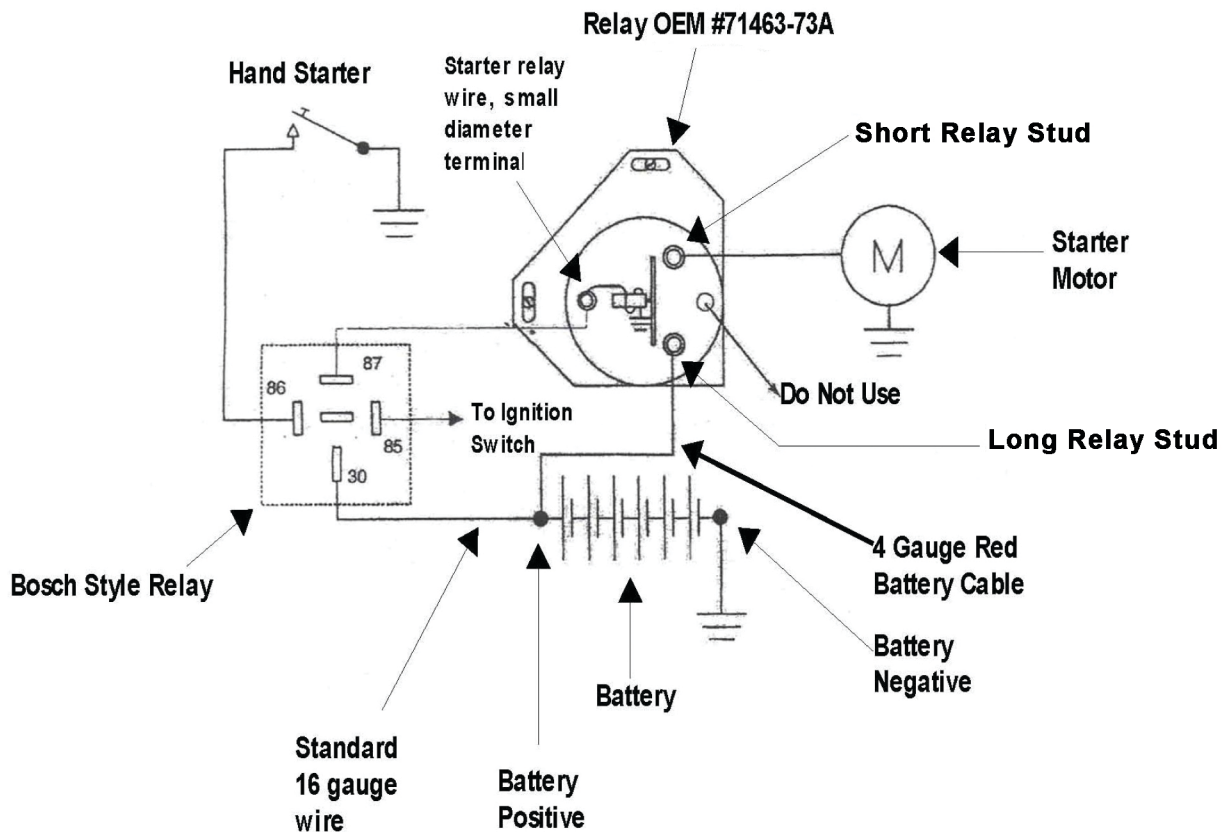 Relay OEM #71463-73A
Hand Starter
Starter relay
wire, small
diameter
terminal
Short Relay Stud
M
Starter
Motor
87
86
85
30
To Ignition
Switch
Do Not Use
Long Relay Stud
Bosch Style Relay
4 Gauge Red
Battery Cable
Battery
Negative
Battery
Standard
16 gauge
wire
Battery
Positive